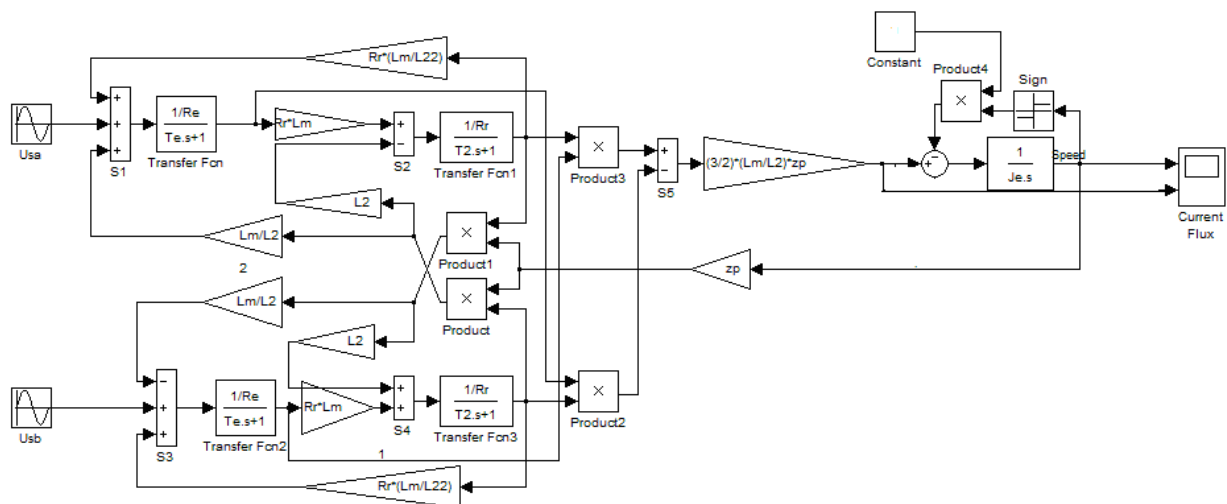 Rr*(Lm/L22)
Constant
Product4
Sign
Usa
+
+
+
S1
1/Re
Te.s+1
Transfer Fcn
Rr*Lm
+
−
S2
1/Rr
T2.s+1
Transfer Fcn1
×
Product3
+
−
S5
(3/2)*(Lm/L2)*zp
×
+
−
1
Je.s
Speed
Current
Flux
L2
Lm/L2
2
×
Product1
zp
Lm/L2
×
Product
L2
Usb
−
+
+
S3
1/Re
Te.s+1
Transfer Fcn2
Rr*Lm
+
+
S4
1/Rr
T2.s+1
Transfer Fcn3
×
Product2
1
Rr*(Lm/L22)